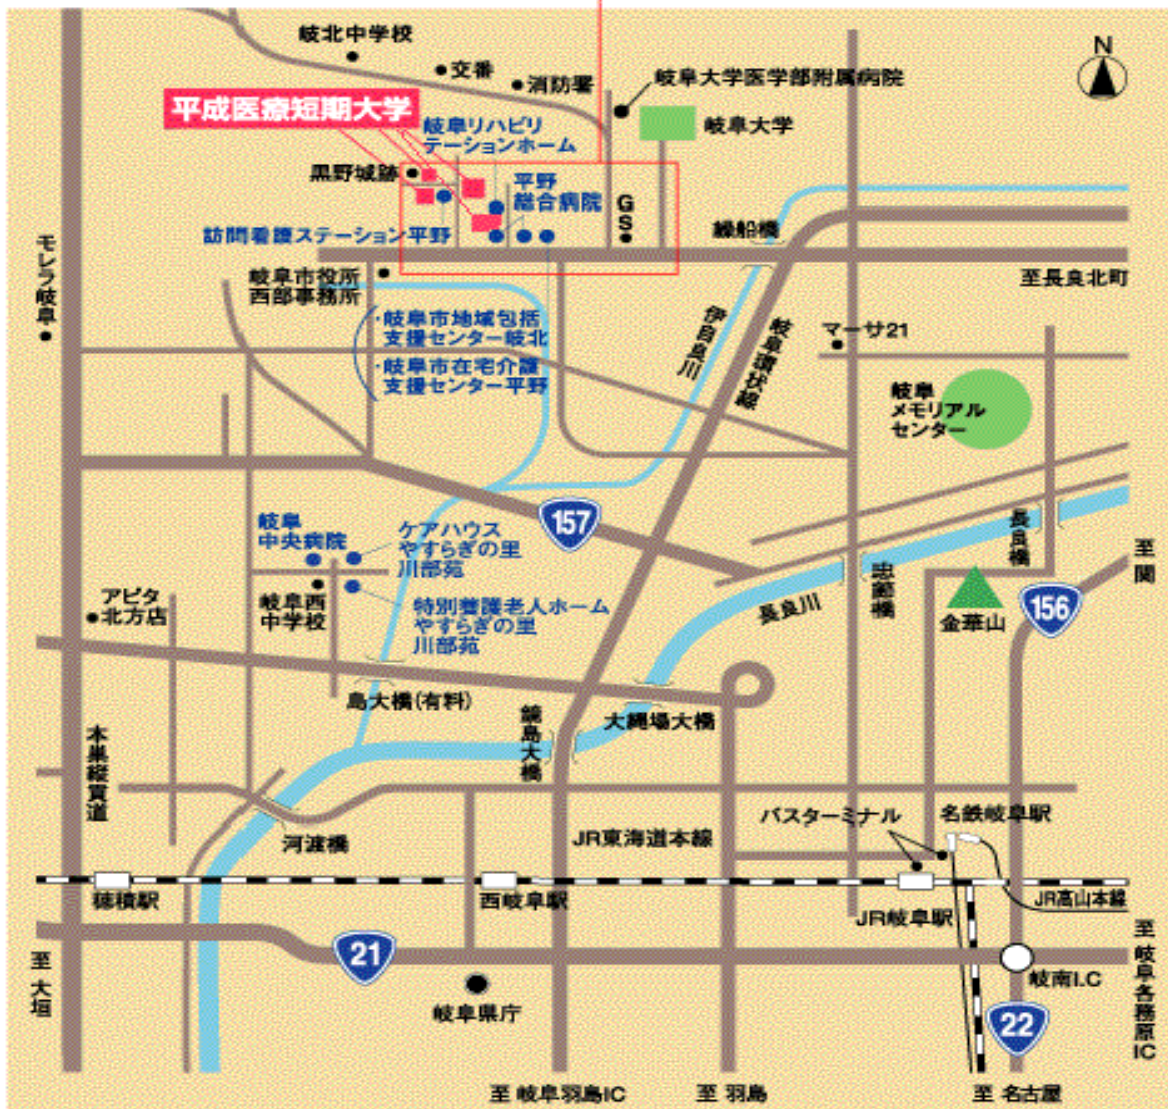 岐北中学校
N
交番
消防署
岐阜大学医学部附属病院
平成医療短期大学
岐阜リハビリ
テーションホーム
岐阜大学
黒野城跡
平野
総合病院
GS
訪問看護ステーション平野
繰船橋
モレラ岐阜
岐阜市役所
西部事務所
至長良北町
・岐阜市地域包括
支援センター岐北
・岐阜市在宅介護
支援センター平野
伊自良川
岐阜環状線
マーサ21
岐阜
メモリアル
センター
157
岐阜
中央病院
ケアハウス
やすらぎの里
川部苑
長良橋
至関
アピタ
北方店
岐阜西
中学校
特別養護老人ホーム
やすらぎの里
川部苑
長良川
忠節橋
金華山
156
島大橋(有料)
鏡島大橋
大縄場大橋
本巣縦貫道
河渡橋
JR東海道本線
バスターミナル
名鉄岐阜駅
穂積駅
西岐阜駅
JR岐阜駅
JR高山本線
至大垣
21
岐阜県庁
岐南I.C
至岐阜各務原IC
22
至 岐阜羽島IC
至 羽島
至 名古屋